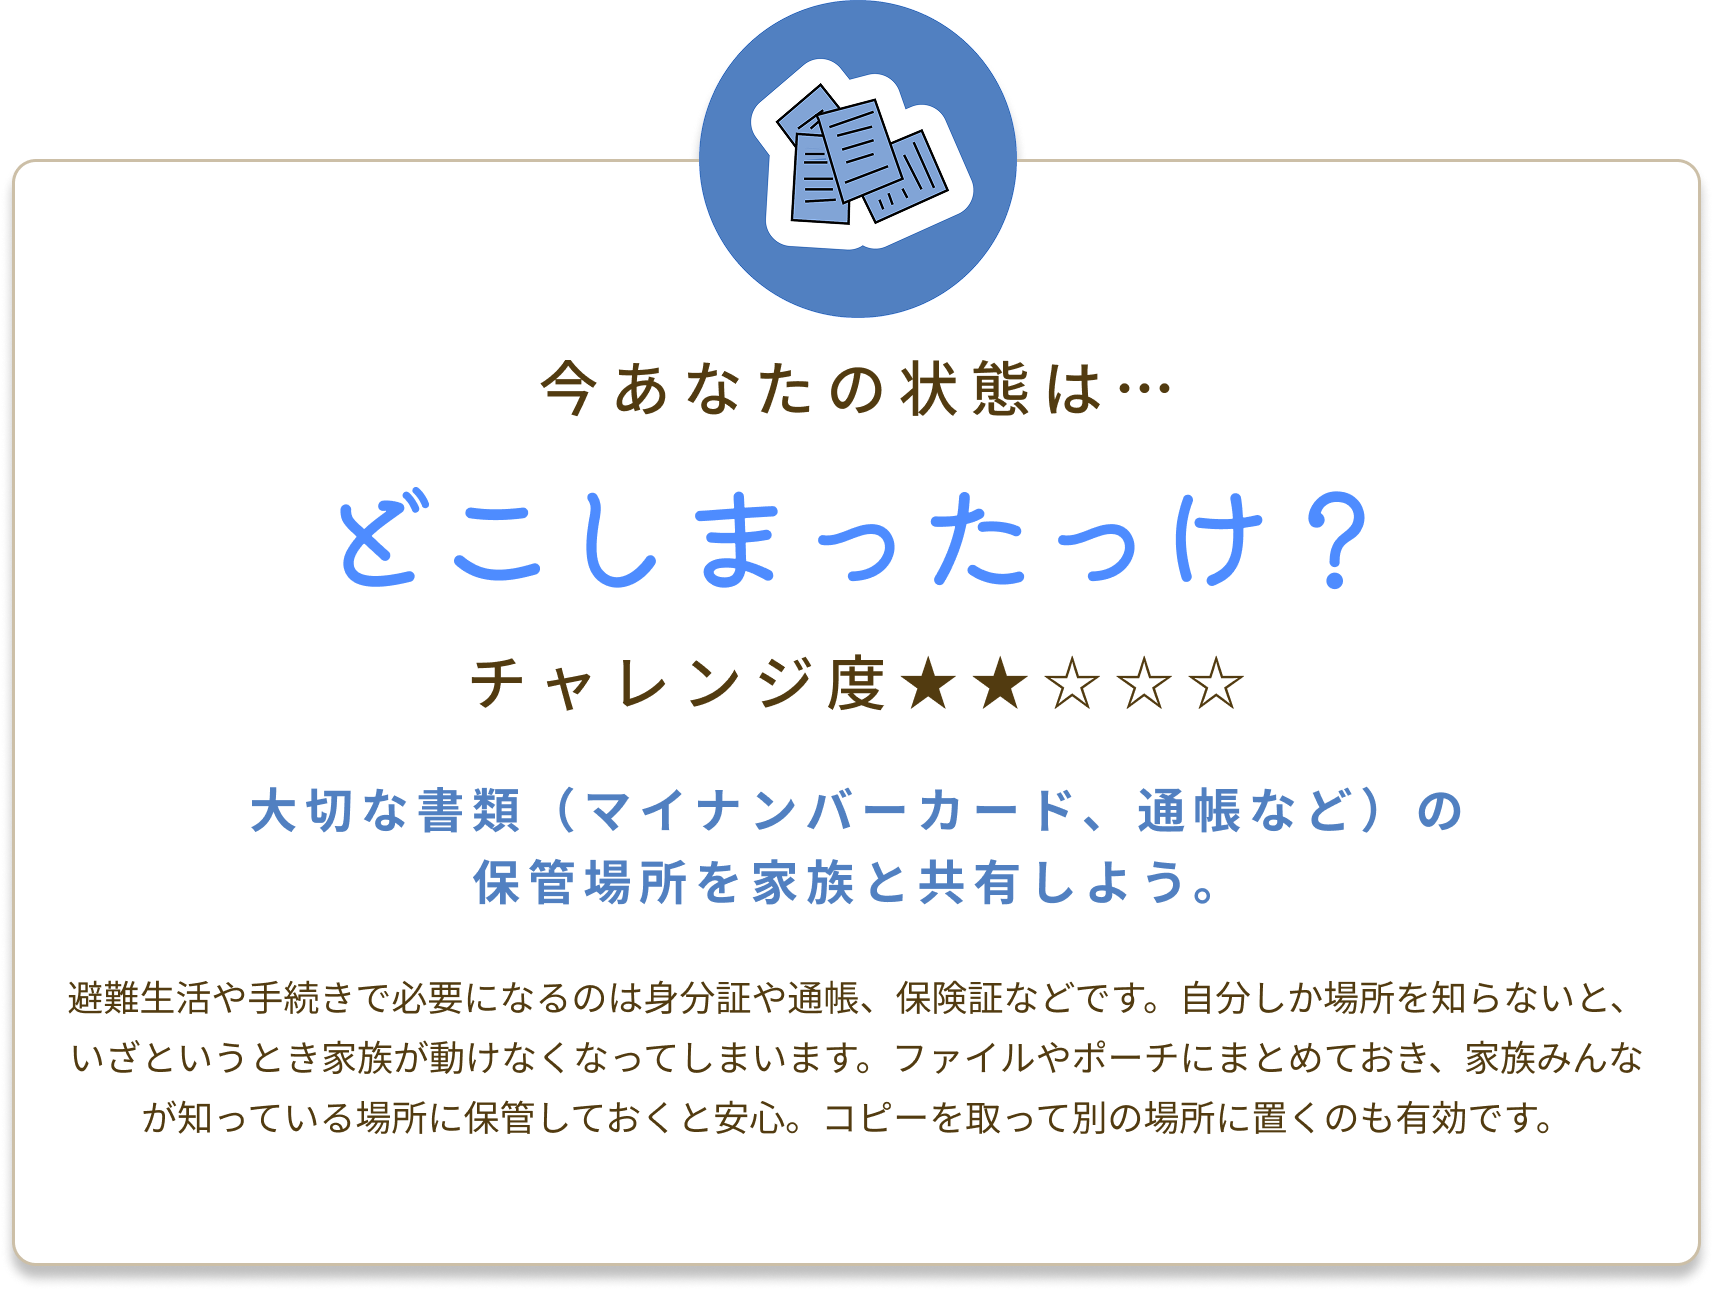 今あなたの状態は…
どこしまったっけ？
チャレンジ度★★☆☆☆
大切な書類（マイナンバーカード、通帳など）の
保管場所を家族と共有しよう。
避難生活や手続きで必要になるのは身分証や通帳、保険証などです。自分しか場所を知らないと、
いざというとき家族が動けなくなってしまいます。ファイルやポーチにまとめておき、家族みんな
が知っている場所に保管しておくと安心。コピーを取って別の場所に置くのも有効です。